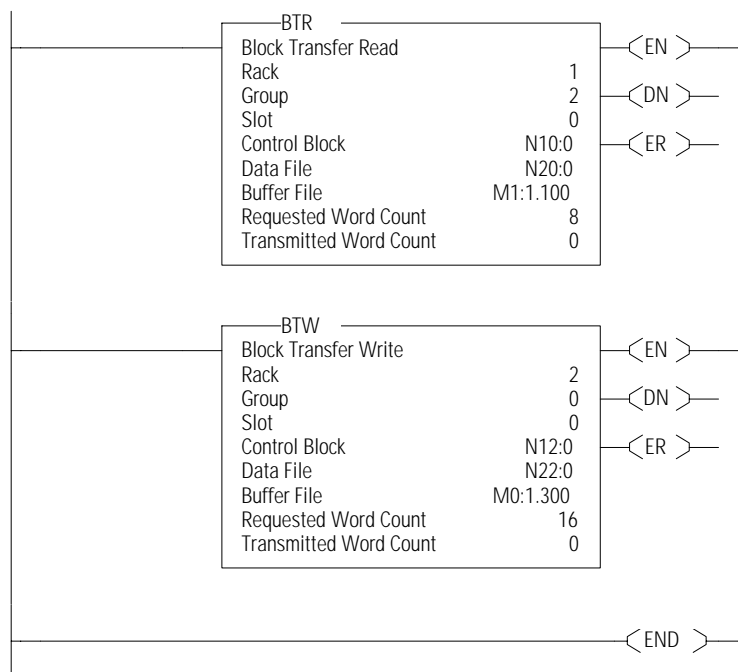 BTR
Block Transfer Read EN
Rack 1
Group 2 DN
Slot 0
Control Block N10:0 ER
Data File N20:0
Buffer File M1:1.100
Requested Word Count 8
Transmitted Word Count 0
BTW
Block Transfer Write EN
Rack 2
Group 0 DN
Slot 0
Control Block N12:0 ER
Data File N22:0
Buffer File M0:1.300
Requested Word Count 16
Transmitted Word Count 0
END